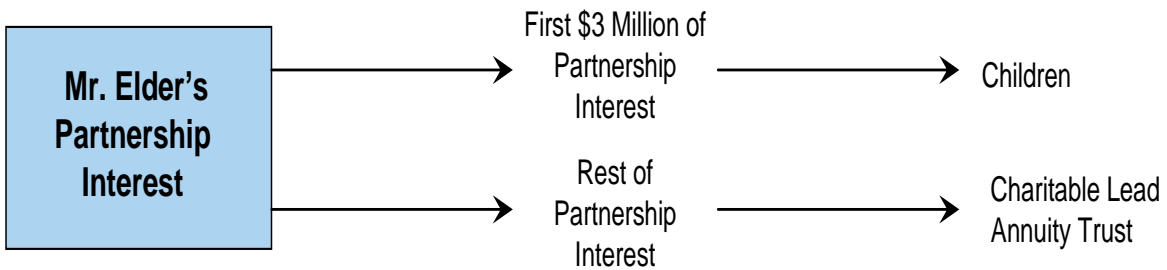 Mr. Elder's
Partnership
Interest
First $3 Million of
Partnership
Interest
Children
Rest of
Partnership
Interest
Charitable Lead
Annuity Trust